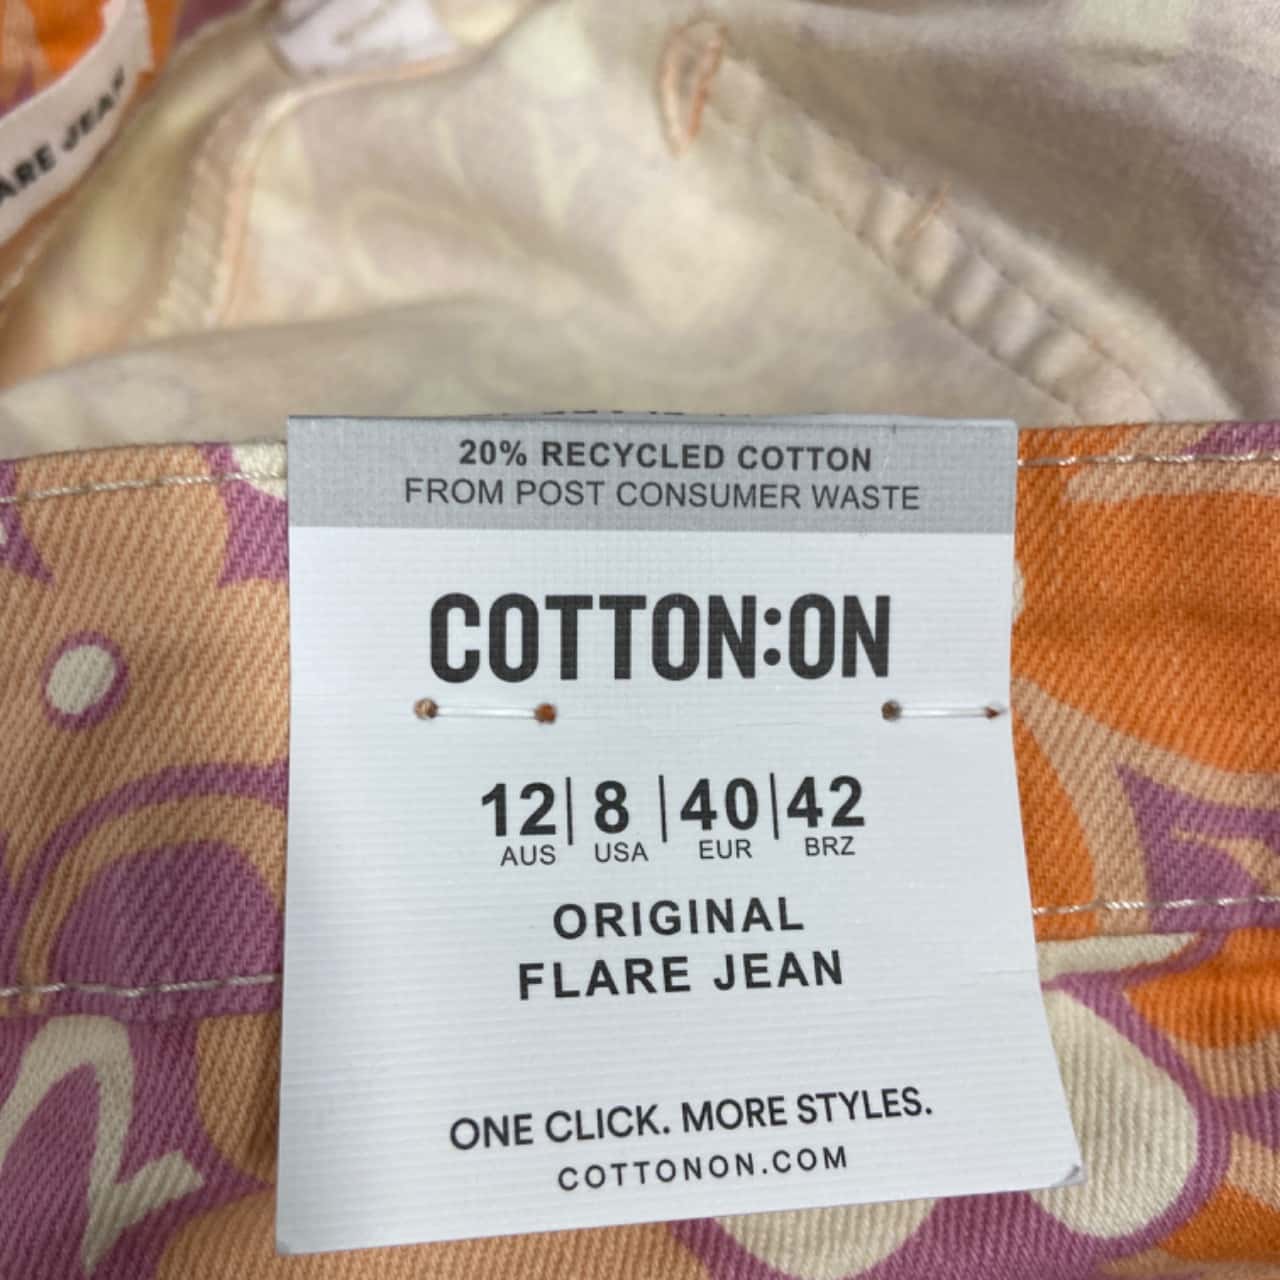 ARE JEAN
20% RECYCLED COTTON
FROM POST CONSUMER WASTE
COTTON:ON
12 | 8 | 40 | 42
AUS USA EUR BRZ
ORIGINAL
FLARE JEAN
ONE CLICK. MORE STYLES.
COTTONON.COM